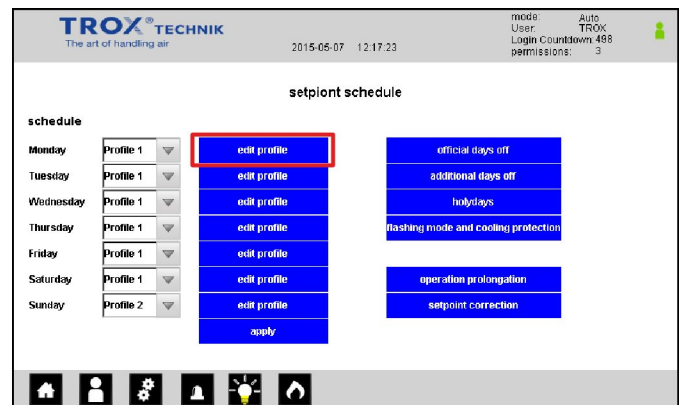 TROX® TECHNIK
The art of handling air
2015-05-07 12:17:23
mode: Auto
User: TROX
Login Countdown: 498
permissions: 3
setpiont schedule
schedule
Monday Profile 1 edit profile official days off
Tuesday Profile 1 edit profile additional days off
Wednesday Profile 1 edit profile holydays
Thursday Profile 1 edit profile flashing mode and cooling protection
Friday Profile 1 edit profile
Saturday Profile 1 edit profile operation prolongation
Sunday Profile 2 edit profile setpoint correction
apply